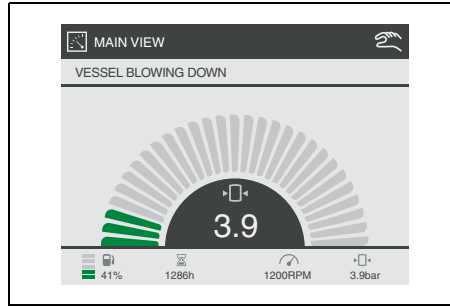 MAIN VIEW
VESSEL BLOWING DOWN
3.9
41% 1286h 1200RPM 3.9bar